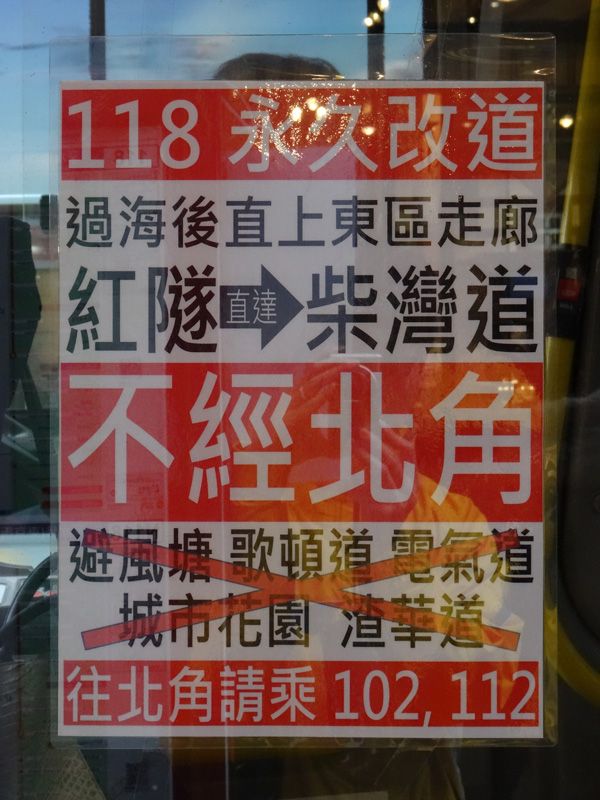 118 永久改道
過海後直上東區走廊
紅隧 直達 柴灣道
不經北角
避風塘 歌頓道 電氣道
城市花園 渣華道
往北角請乘 102, 112